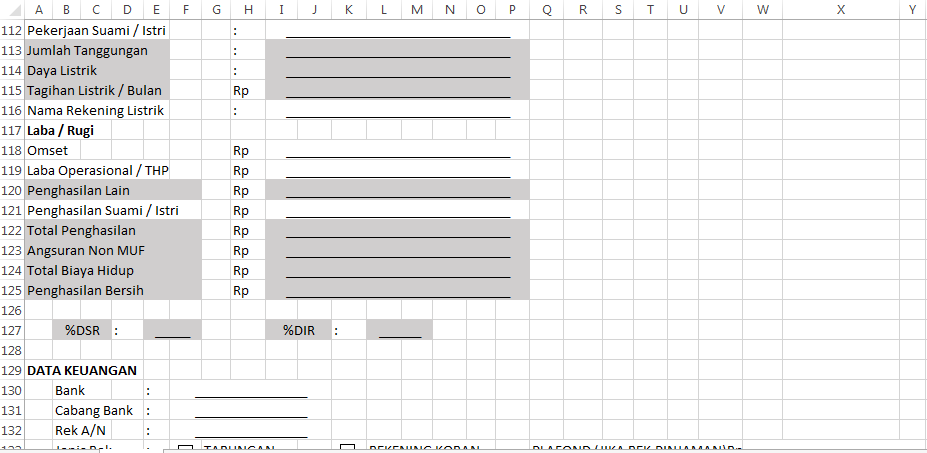 A B C D E F G H I J K L M N O P Q R S T U V W X Y
112 Pekerjaan Suami / Istri :
113 Jumlah Tanggungan :
114 Daya Listrik :
115 Tagihan Listrik / Bulan Rp
116 Nama Rekening Listrik :
117 Laba / Rugi
118 Omset Rp
119 Laba Operasional / THP Rp
120 Penghasilan Lain Rp
121 Penghasilan Suami / Istri Rp
122 Total Penghasilan Rp
123 Angsuran Non MUF Rp
124 Total Biaya Hidup Rp
125 Penghasilan Bersih Rp
126
127 %DSR : %DIR :
128
129 DATA KEUANGAN
130 Bank :
131 Cabang Bank :
132 Rek A/N :
133 Jenis Rek : TABUNGAN REKENING KORAN PLAFOND (JIKA REK PINJAMAN)Rp